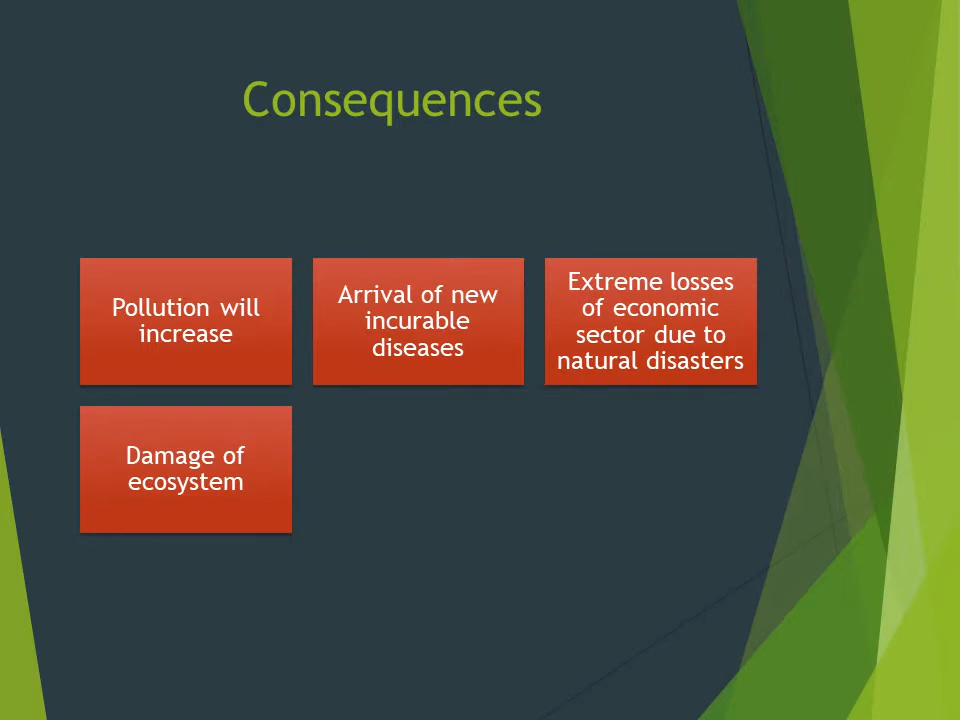 Consequences
Pollution will
increase
Arrival of new
incurable
diseases
Extreme losses
of economic
sector due to
natural disasters
Damage of
ecosystem